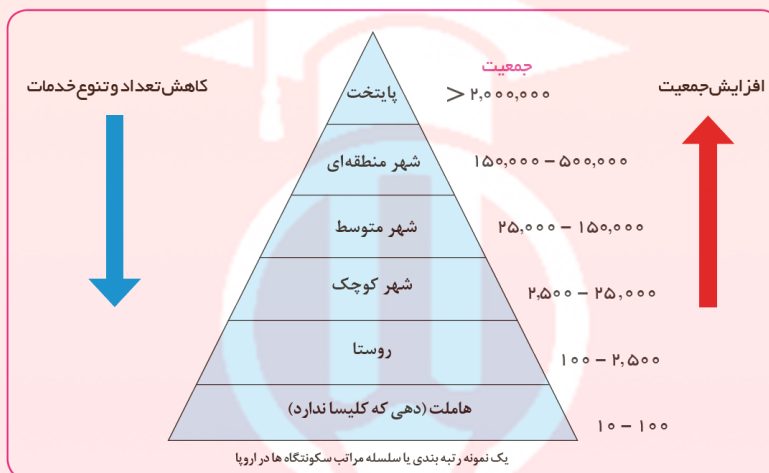 جمعیت
افزایش جمعیت
کاهش تعداد و تنوع خدمات
پایتخت
> ۲,۰۰۰,۰۰۰
شهر منطقه‌ای
۱۵۰,۰۰۰ – ۵۰۰,۰۰۰
شهر متوسط
۲۵,۰۰۰ – ۱۵۰,۰۰۰
شهر کوچک
۲,۵۰۰ – ۲۵,۰۰۰
روستا
۱۰۰ – ۲,۵۰۰
هاملت (دهی که کلیسا ندارد)
۱۰ – ۱۰۰
یک نمونه رتبه بندی یا سلسله مراتب سکونتگاه ها در اروپا